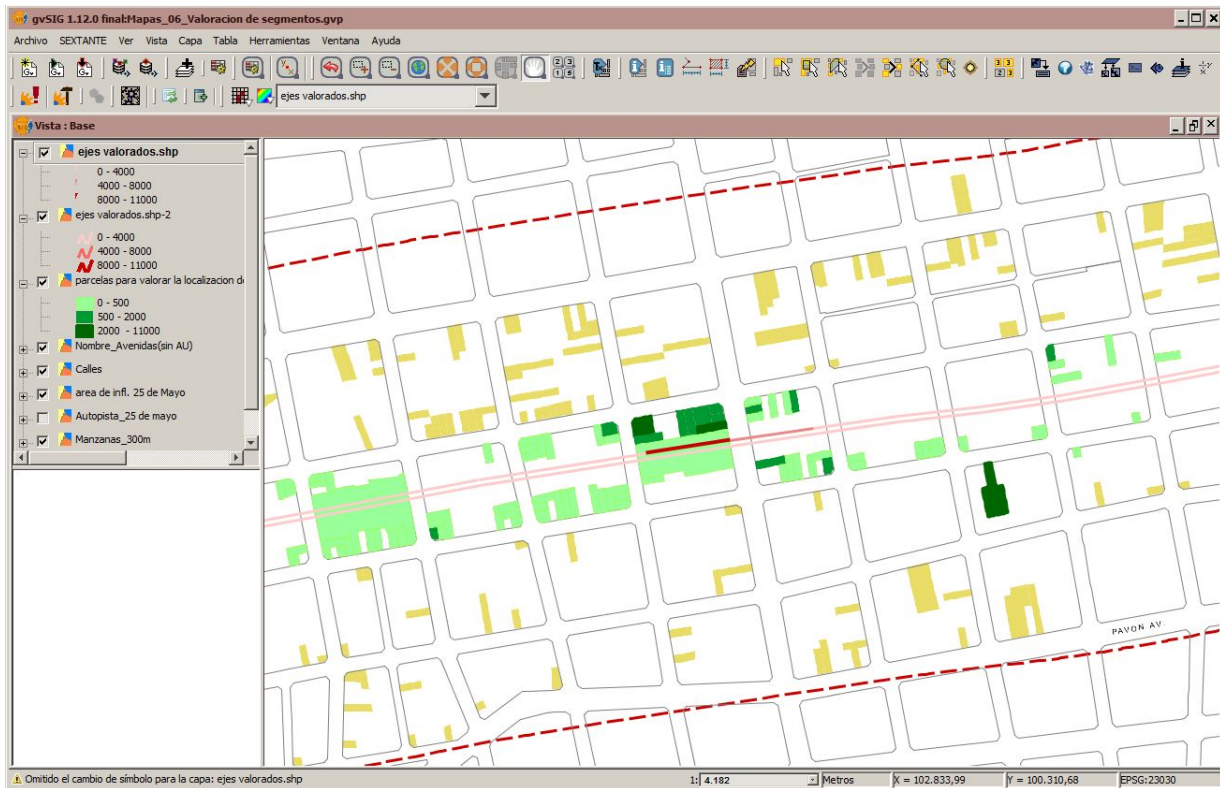 gvSIG 1.12.0 final:Mapas_06_Valoracion de segmentos.gvp
Archivo SEXTANTE Ver Vista Capa Tabla Herramientas Ventana Ayuda
ejes valorados.shp
Vista : Base
ejes valorados.shp
0 - 4000
4000 - 8000
8000 - 11000
ejes valorados.shp-2
0 - 4000
4000 - 8000
8000 - 11000
parcelas para valorar la localizacion d
0 - 500
500 - 2000
2000 - 11000
Nombre_Avenidas(sin AU)
Calles
area de infl. 25 de Mayo
Autopista_25 de mayo
Manzanas_300m
PAVON AV.
Omitido el cambio de símbolo para la capa: ejes valorados.shp
1: 4.182
Metros
X = 102.833,99
Y = 100.310,68
EPSG:23030